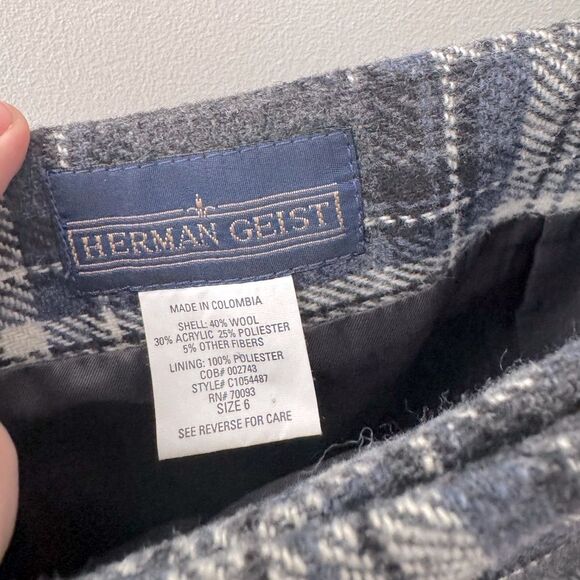 HERMAN GEIST
MADE IN COLOMBIA
SHELL: 40% WOOL
30% ACRYLIC 25% POLIESTER
5% OTHER FIBERS
LINING: 100% POLIESTER
COB# 002743
STYLE# C1054487
RN# 70093
SIZE 6
SEE REVERSE FOR CARE